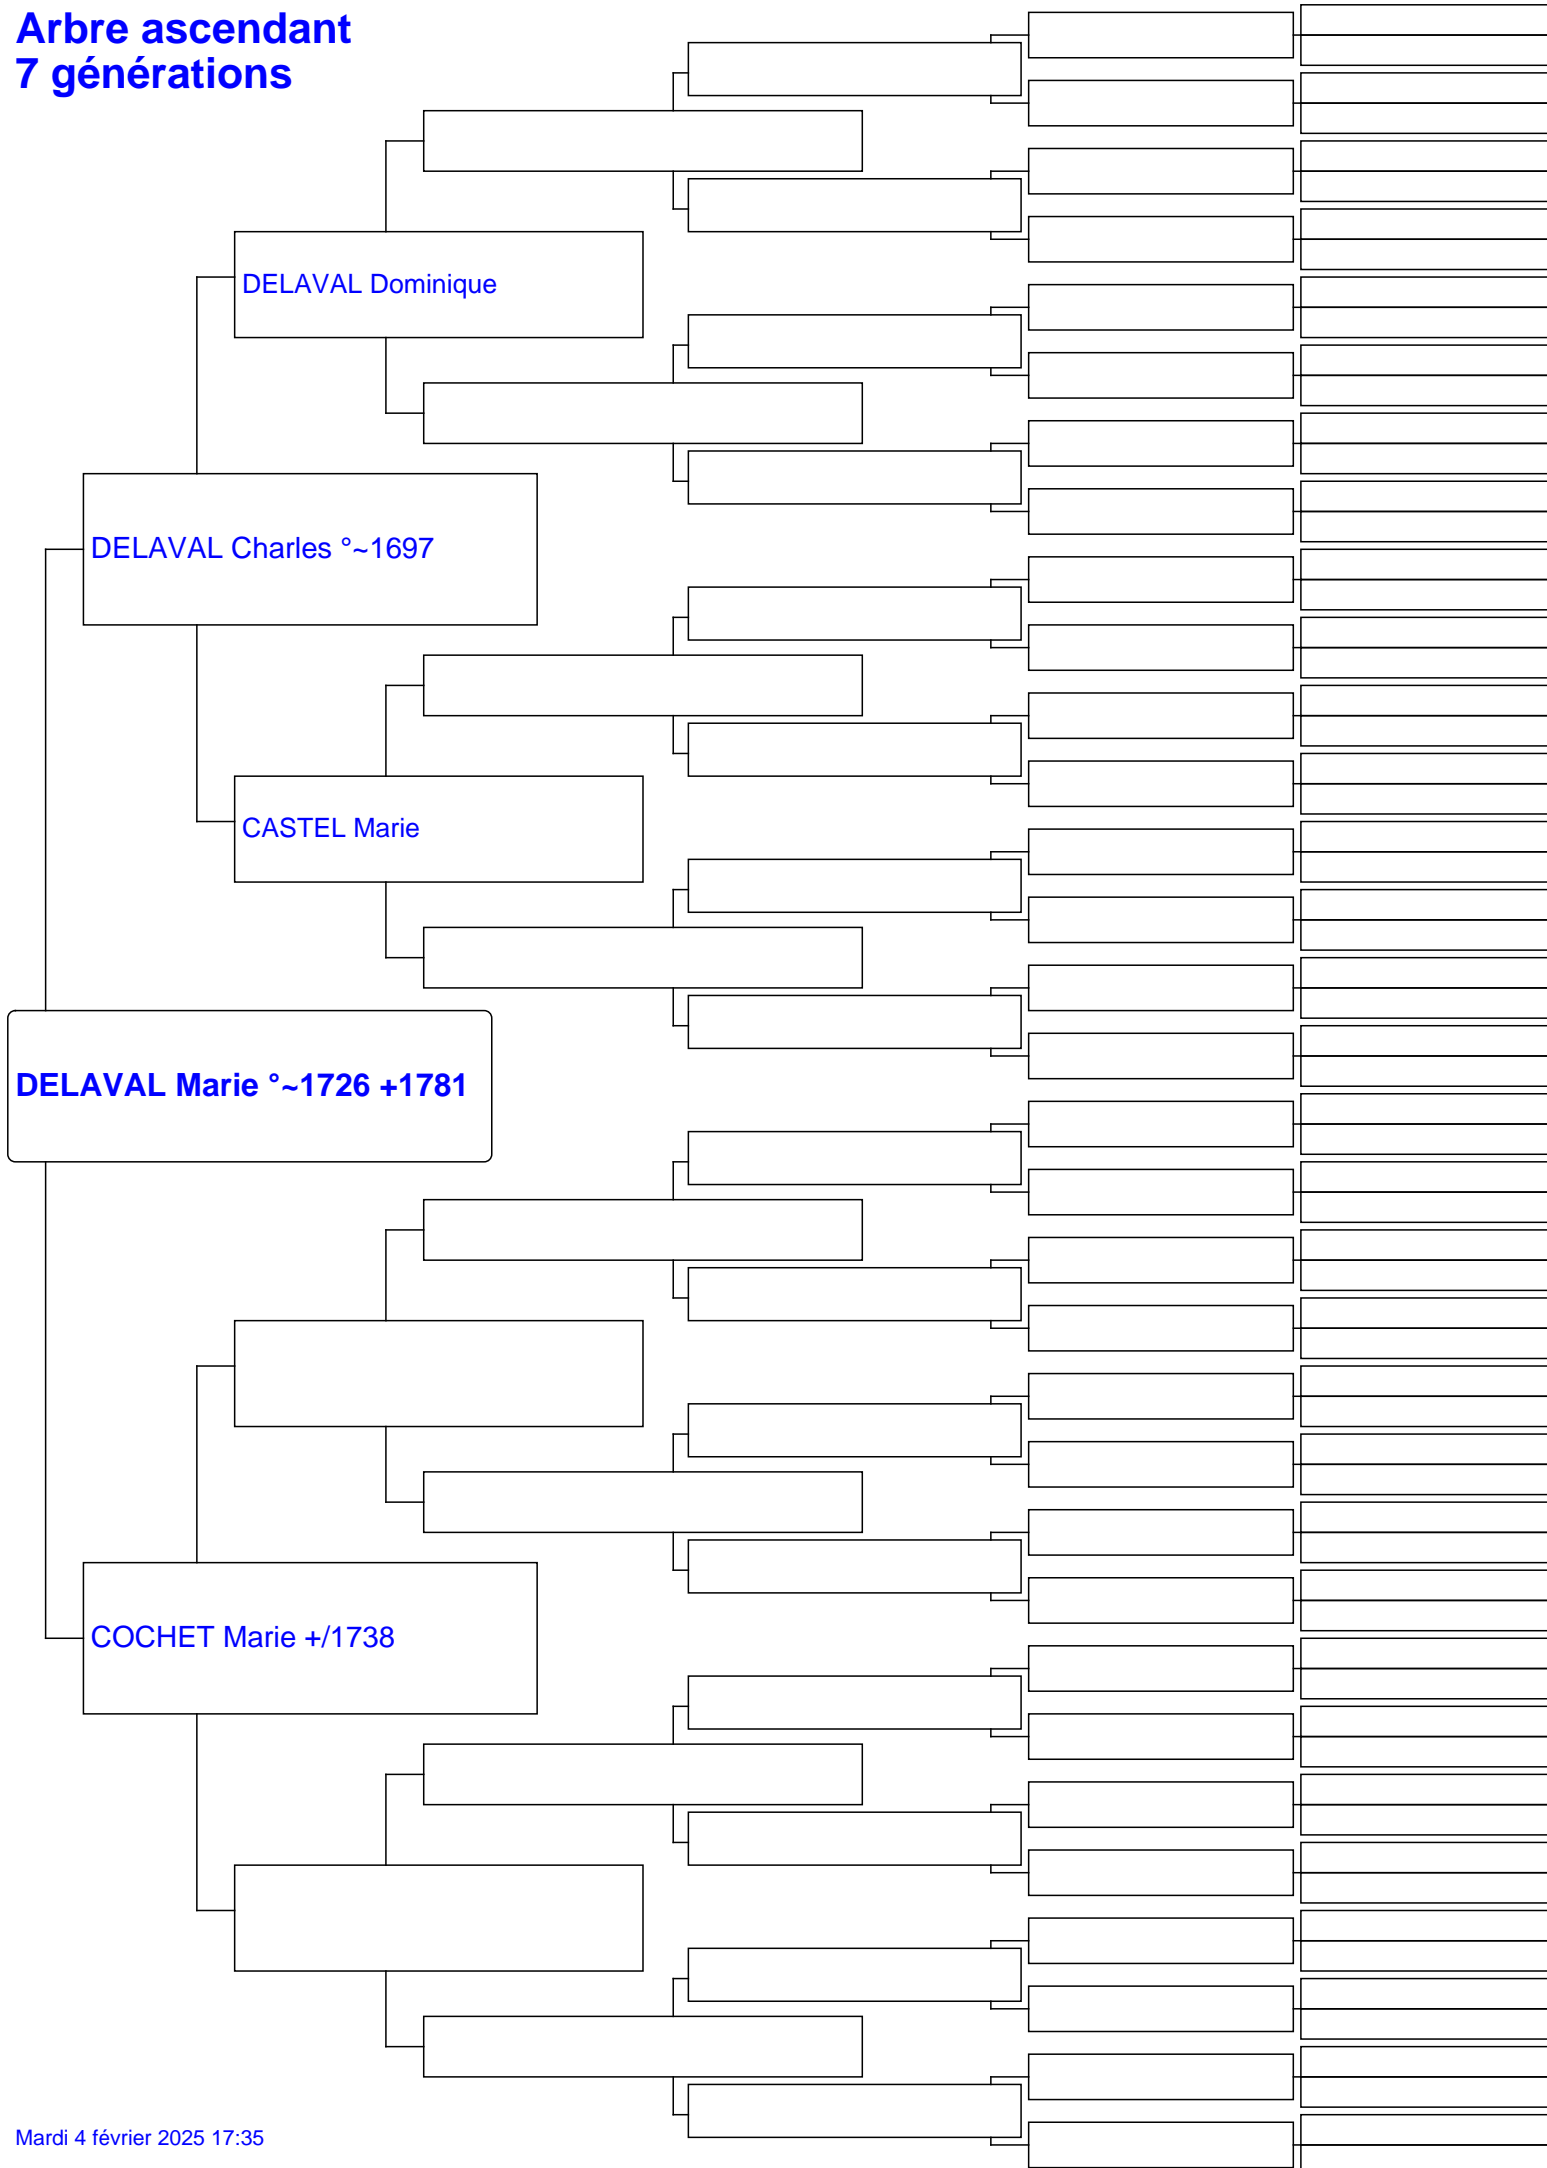 Arbre ascendant
7 générations
DELAVAL Dominique
DELAVAL Charles °~1697
CASTEL Marie
DELAVAL Marie °~1726 +1781
COCHET Marie +/1738
Mardi 4 février 2025 17:35